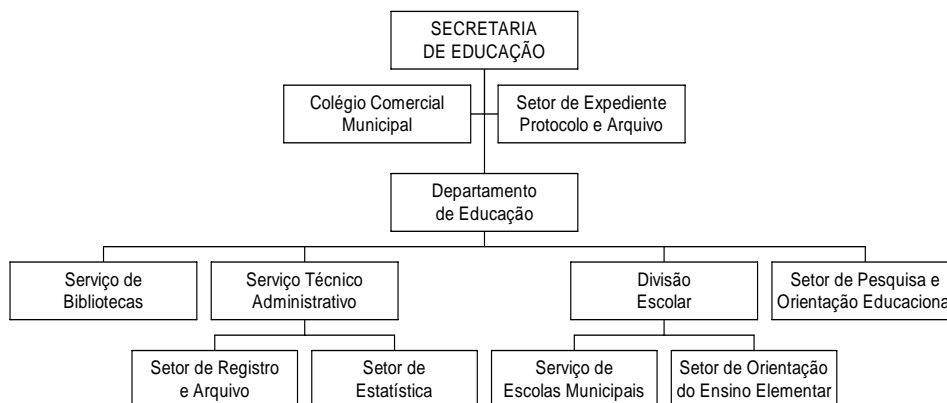 SECRETARIA
DE EDUCAÇÃO
Colégio Comercial
Municipal
Setor de Expediente
Protocolo e Arquivo
Departamento
de Educação
Serviço de
Bibliotecas
Serviço Técnico
Administrativo
Divisão
Escolar
Setor de Pesquisa e
Orientação Educaciona
Setor de Registro
e Arquivo
Setor de
Estatística
Serviço de
Escolas Municipais
Setor de Orientação
do Ensino Elementar